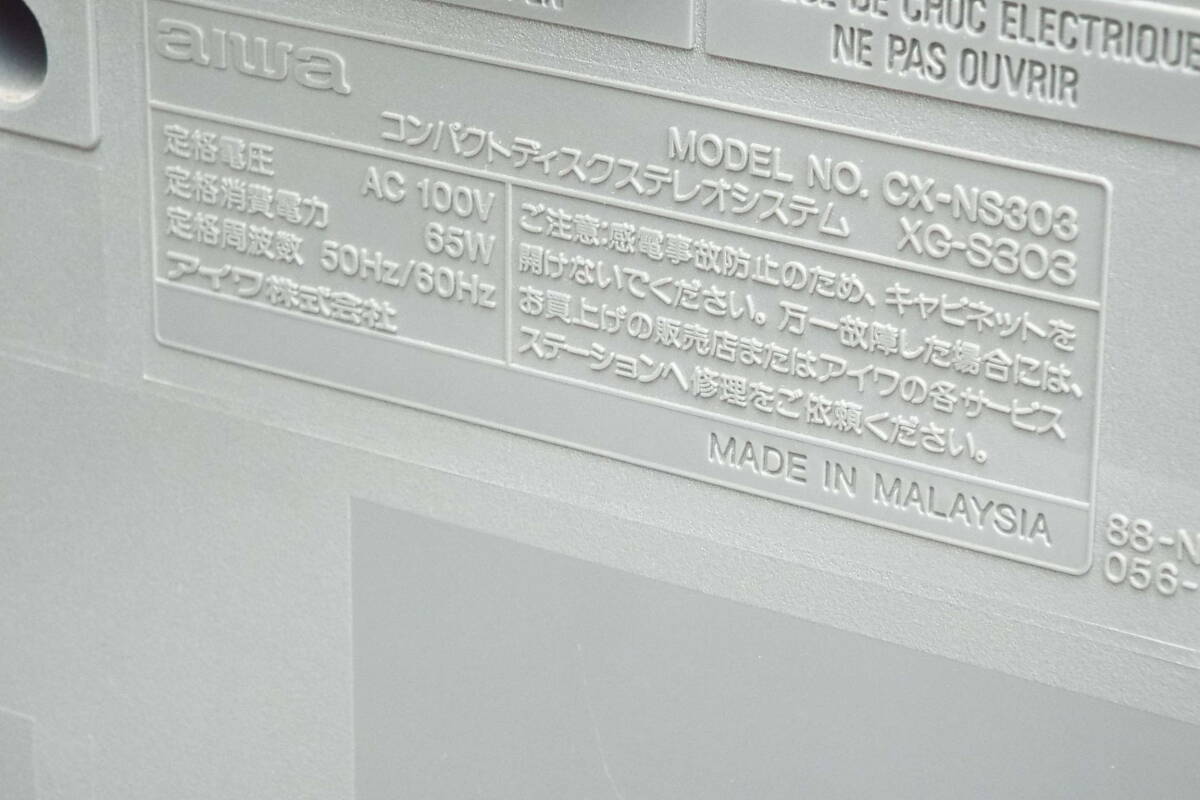 DE CHOC ELECTRIQUE
NE PAS OUVRIR
aiwa
MODEL NO. CX-NS303
コンパクトディスクステレオシステム XG-S303
定格電圧 AC 100V
定格消費電力 65W
定格周波数 50Hz/60Hz
アイワ株式会社
ご注意:感電事故防止のため、キャビネットを
開けないでください。万一故障した場合には、
お買上げの販売店またはアイワの各サービス
ステーションへ修理をご依頼ください。
MADE IN MALAYSIA
88-N
056-